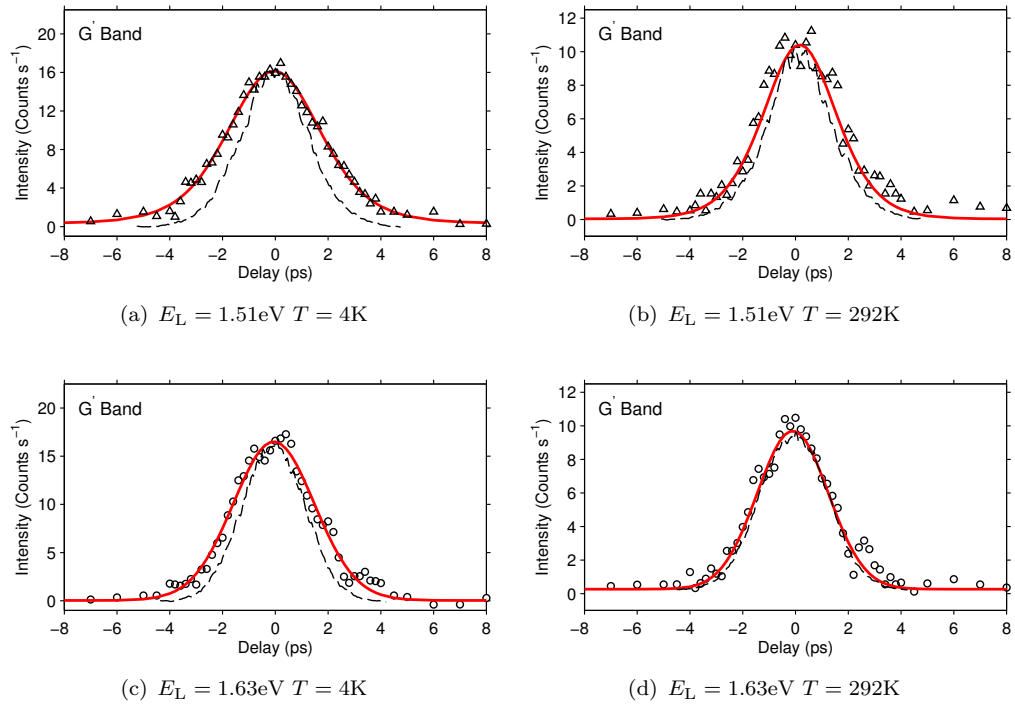 G' Band
Intensity (Counts s⁻¹)
0
4
8
12
16
20
−8 −6 −4 −2 0 2 4 6 8
Delay (ps)
(a) E_L = 1.51eV T = 4K
G' Band
Intensity (Counts s⁻¹)
0
2
4
6
8
10
12
−8 −6 −4 −2 0 2 4 6 8
Delay (ps)
(b) E_L = 1.51eV T = 292K
G' Band
Intensity (Counts s⁻¹)
0
5
10
15
20
−8 −6 −4 −2 0 2 4 6 8
Delay (ps)
(c) E_L = 1.63eV T = 4K
G' Band
Intensity (Counts s⁻¹)
0
2
4
6
8
10
12
−8 −6 −4 −2 0 2 4 6 8
Delay (ps)
(d) E_L = 1.63eV T = 292K